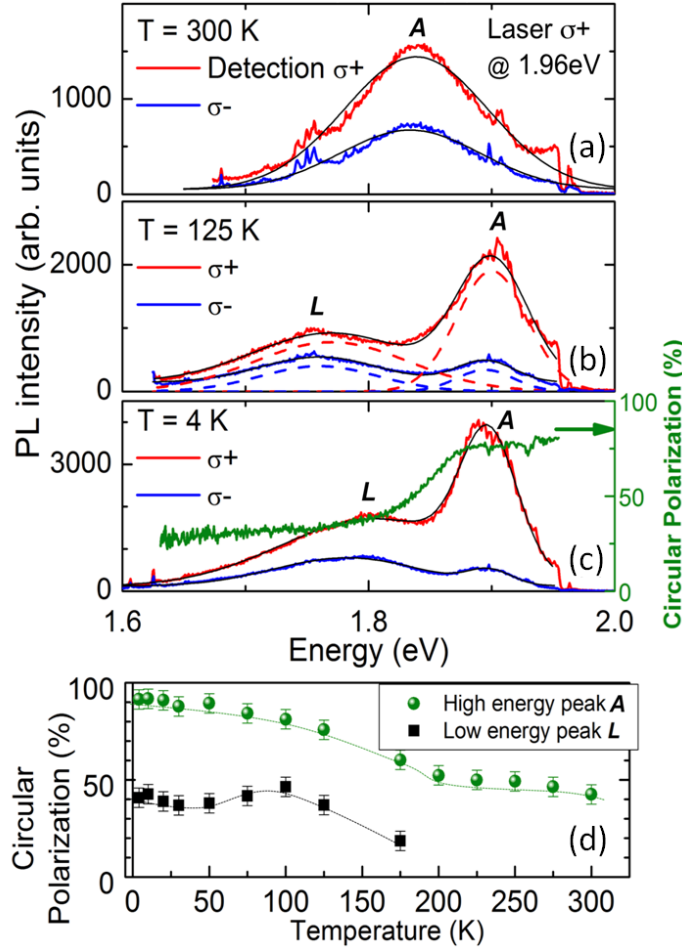 T = 300 K
A
Laser σ+
@ 1.96eV
Detection σ+
σ-
1500
0
(a)
T = 125 K
A
σ+
σ-
L
2000
0
(b)
PL intensity (arb. units)
T = 4 K
A
σ+
σ-
L
3000
0
(c)
100
50
0
Circular Polarization (%)
1.6 1.8 2.0
Energy (eV)
100
50
0
Circular
Polarization (%)
High energy peak A
Low energy peak L
(d)
0 50 100 150 200 250 300
Temperature (K)